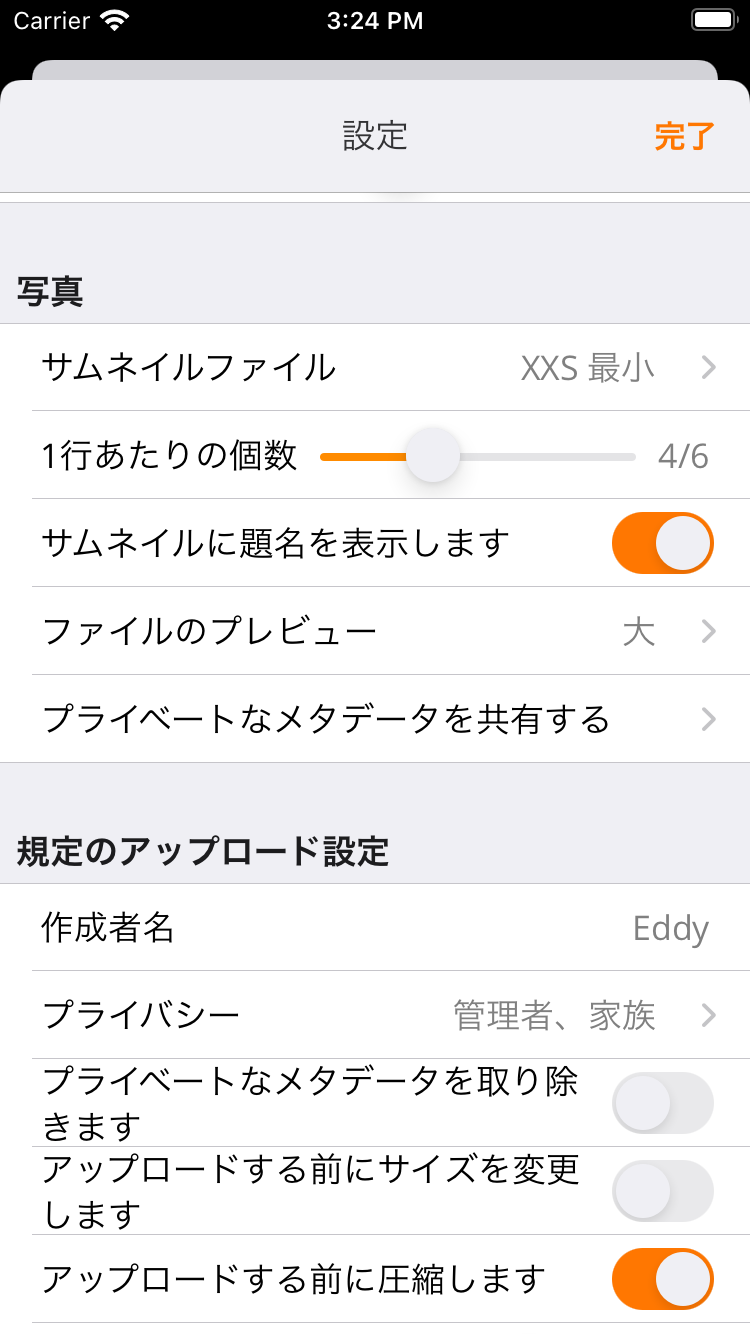 Carrier 3:24 PM
設定 完了
写真
サムネイルファイル XXS 最小
1行あたりの個数 4/6
サムネイルに題名を表示します
ファイルのプレビュー 大
プライベートなメタデータを共有する
規定のアップロード設定
作成者名 Eddy
プライバシー 管理者、家族
プライベートなメタデータを取り除
きます
アップロードする前にサイズを変更
します
アップロードする前に圧縮します